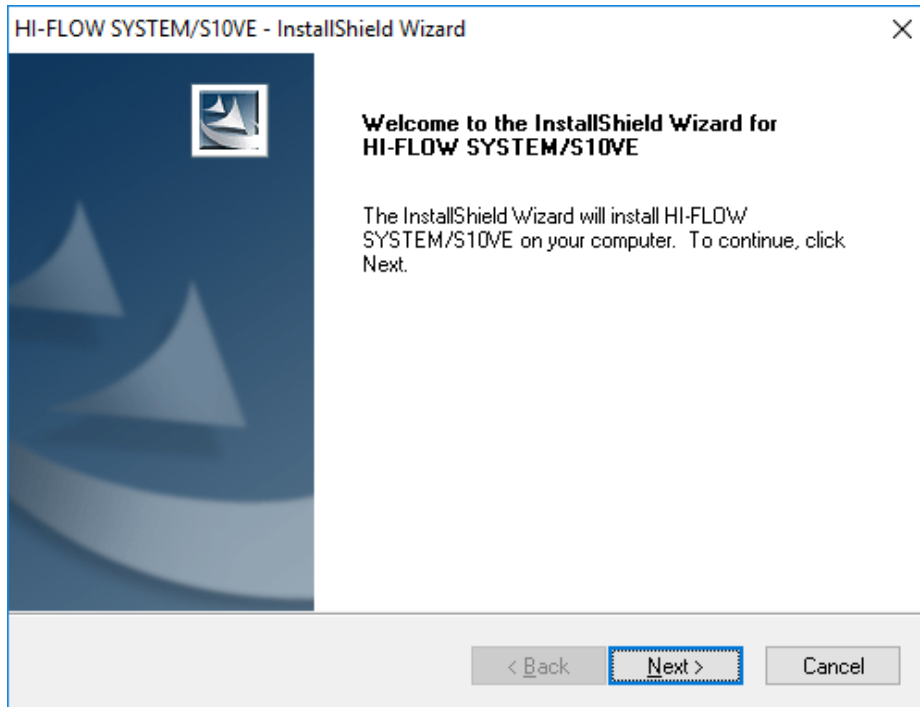 HI-FLOW SYSTEM/S10VE - InstallShield Wizard
Welcome to the InstallShield Wizard for
HI-FLOW SYSTEM/S10VE
The InstallShield Wizard will install HI-FLOW
SYSTEM/S10VE on your computer.  To continue, click
Next.
< Back
Next >
Cancel